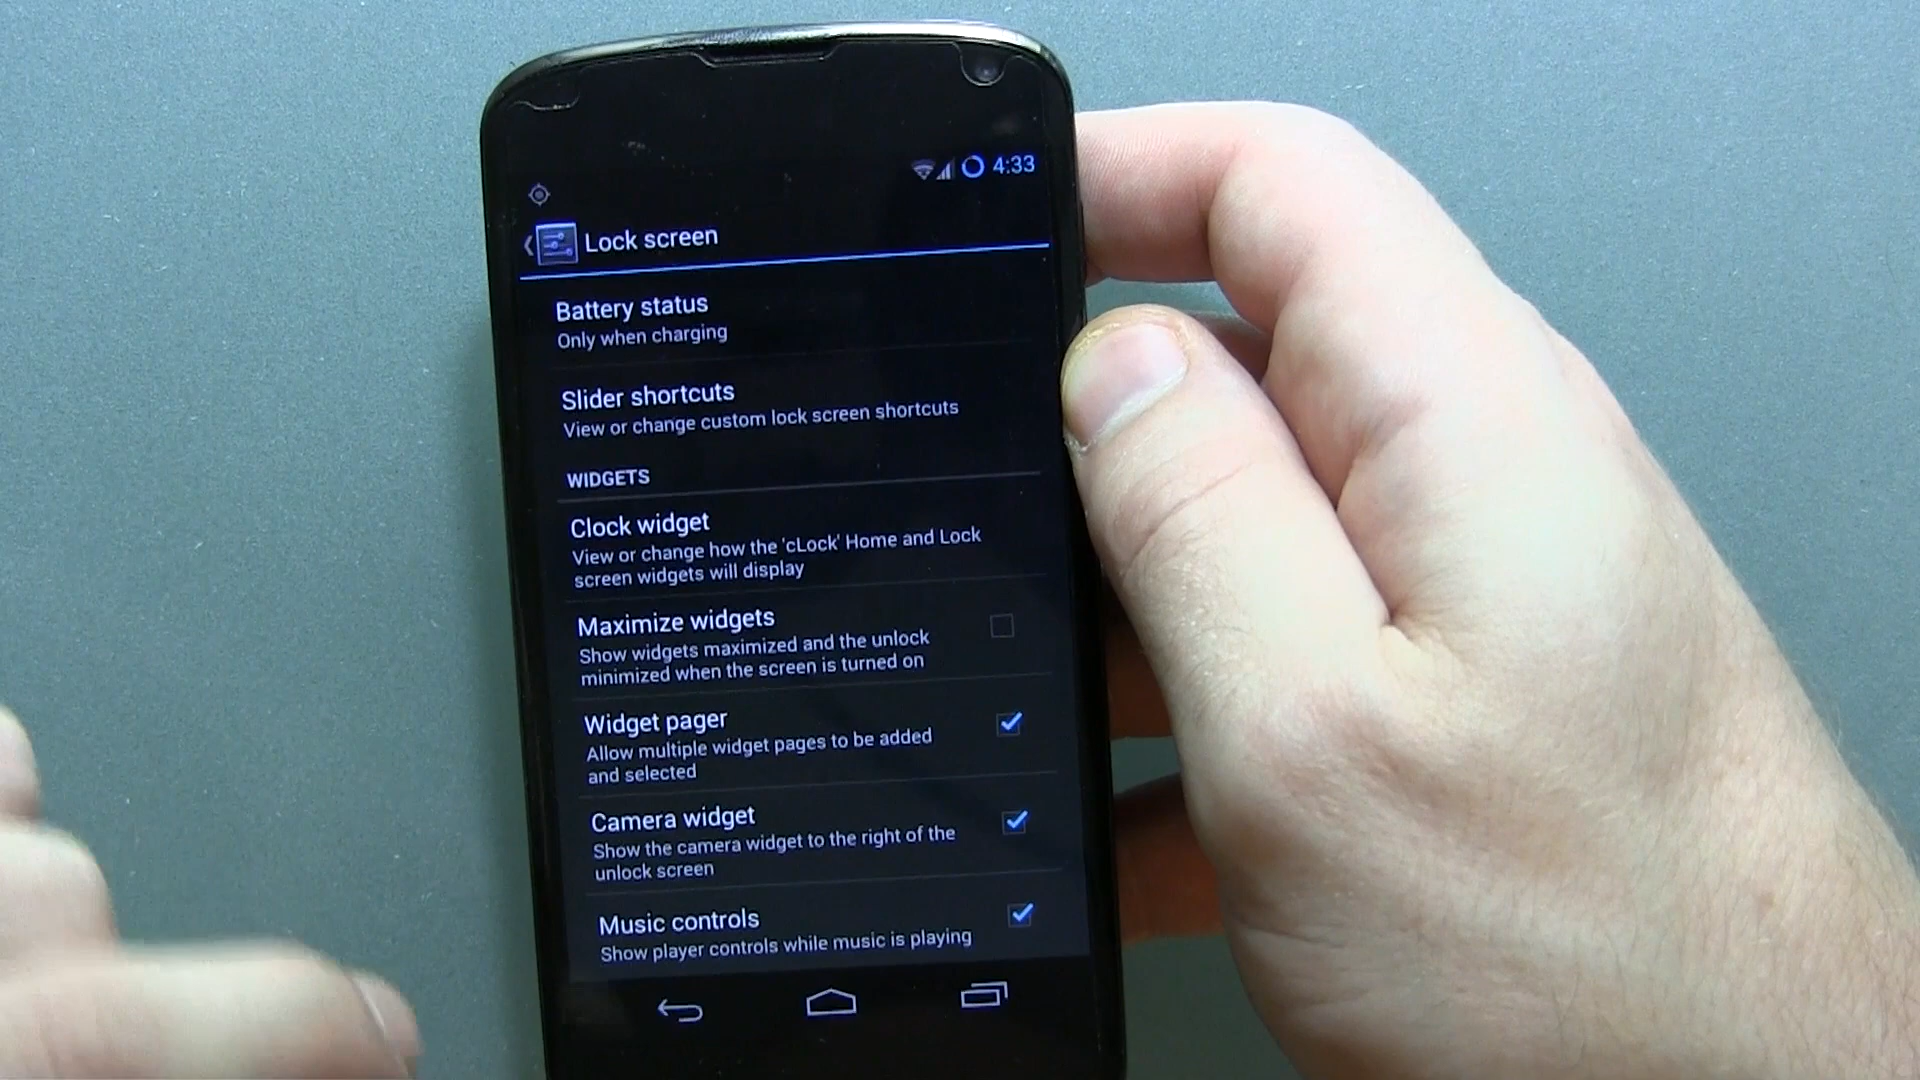 4:33
Lock screen
Battery status
Only when charging
Slider shortcuts
View or change custom lock screen shortcuts
WIDGETS
Clock widget
View or change how the 'cLock' Home and Lock
screen widgets will display
Maximize widgets
Show widgets maximized and the unlock
minimized when the screen is turned on
Widget pager
Allow multiple widget pages to be added
and selected
Camera widget
Show the camera widget to the right of the
unlock screen
Music controls
Show player controls while music is playing